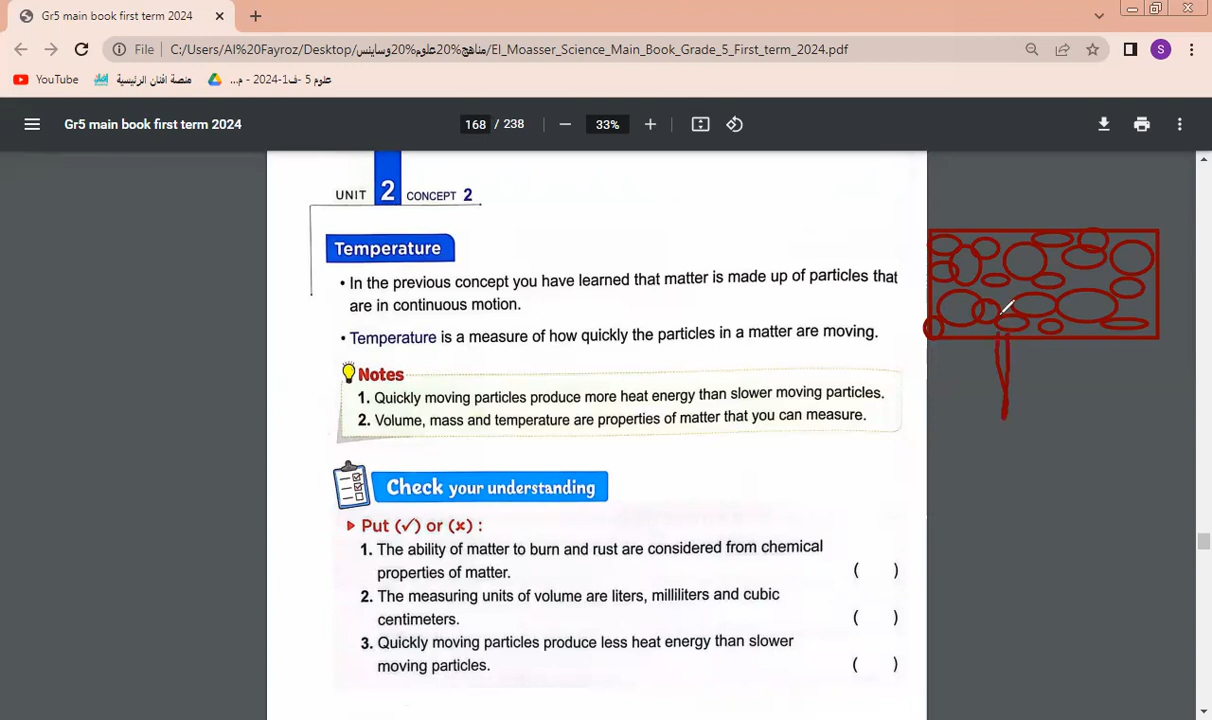 Gr5 main book first term 2024
File
C:/Users/Al%20Fayroz/Desktop/مناهج%20علوم%20وساينس/El_Moasser_Science_Main_Book_Grade_5_First_term_2024.pdf
S
YouTube
منصة افنان الرئيسية
علوم 5 -ف1-2024 - م...
Gr5 main book first term 2024
168 / 238
33%
UNIT 2 CONCEPT 2
Temperature
• In the previous concept you have learned that matter is made up of particles that
are in continuous motion.
• Temperature is a measure of how quickly the particles in a matter are moving.
Notes
1. Quickly moving particles produce more heat energy than slower moving particles.
2. Volume, mass and temperature are properties of matter that you can measure.
Check your understanding
Put (✓) or (×) :
1. The ability of matter to burn and rust are considered from chemical
properties of matter. ( )
2. The measuring units of volume are liters, milliliters and cubic
centimeters. ( )
3. Quickly moving particles produce less heat energy than slower
moving particles. ( )